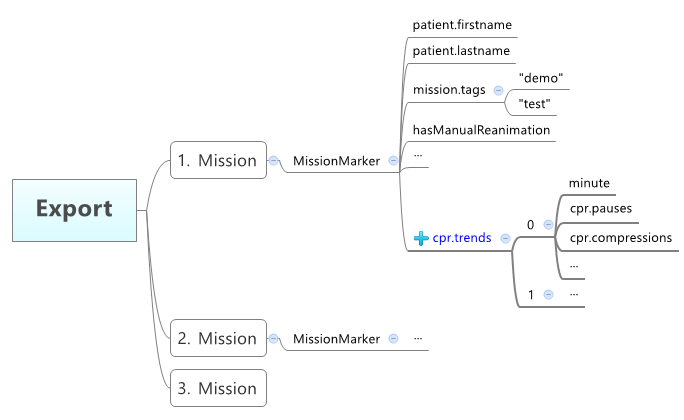 Export
1. Mission
MissionMarker
patient.firstname
patient.lastname
mission.tags
"demo"
"test"
hasManualReanimation
...
cpr.trends
0
minute
cpr.pauses
cpr.compressions
...
1
...
2. Mission
MissionMarker
...
3. Mission